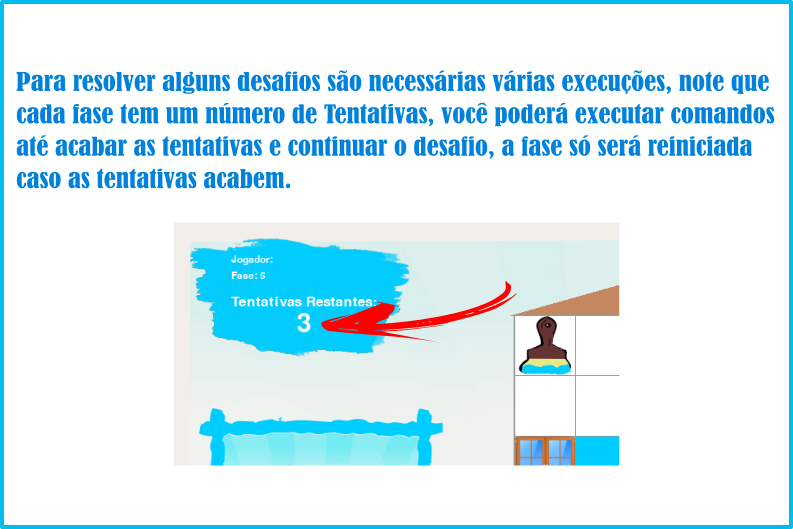 Para resolver alguns desafios são necessárias várias execuções, note que
cada fase tem um número de Tentativas, você poderá executar comandos
até acabar as tentativas e continuar o desafio, a fase só será reiniciada
caso as tentativas acabem.
Jogador:
Fase: 5
Tentativas Restantes:
3